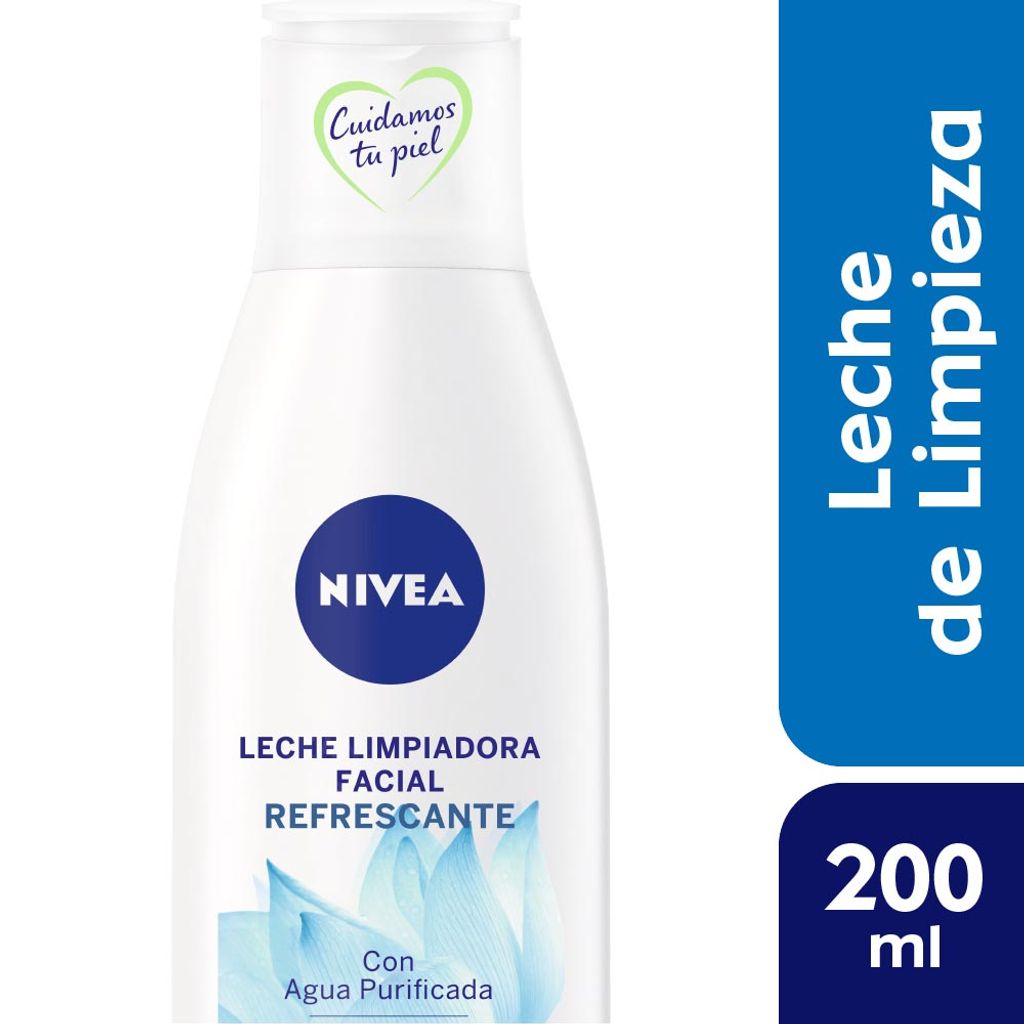 Cuidamos
tu piel
NIVEA
LECHE LIMPIADORA
FACIAL
REFRESCANTE
Con
Agua Purificada
Leche
de Limpieza
200
ml